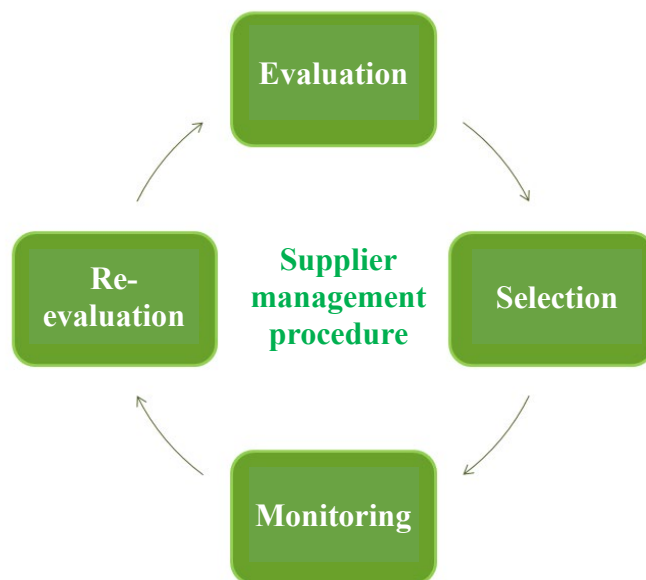 Evaluation
Selection
Monitoring
Re-
evaluation
Supplier
management
procedure